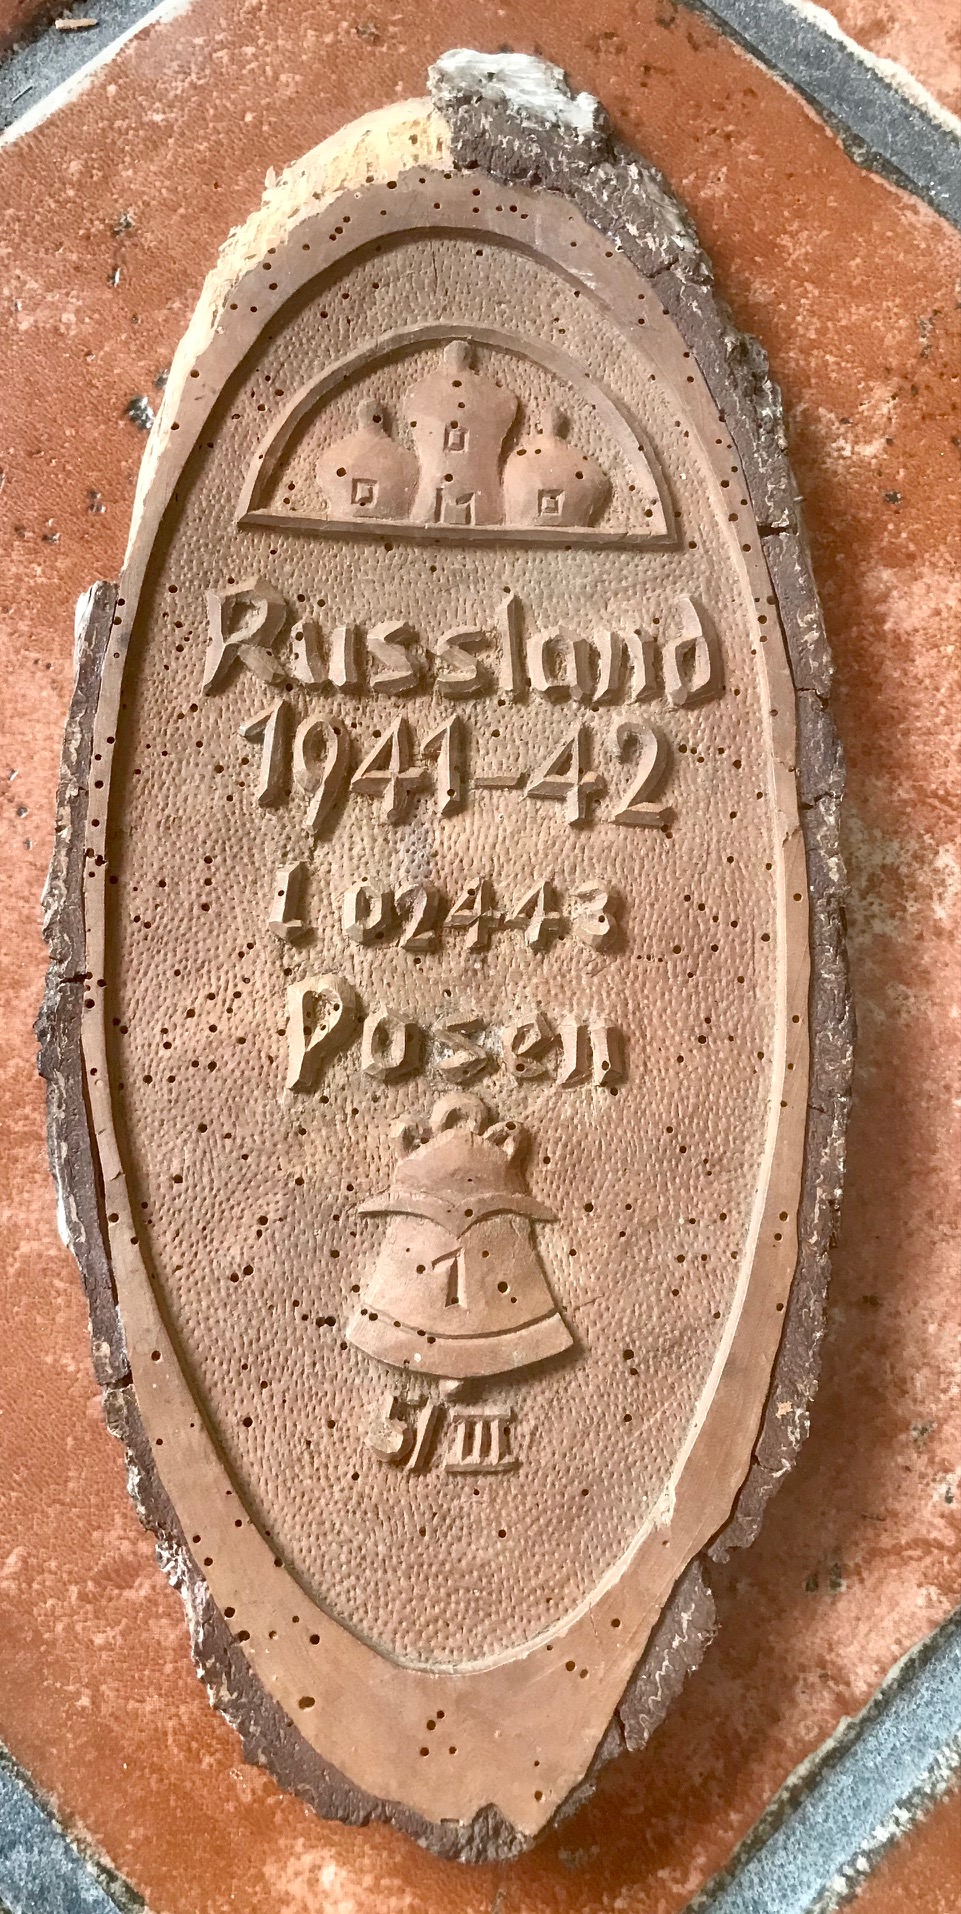 Russland
1941-42
L 02443
Posen
1
5/III